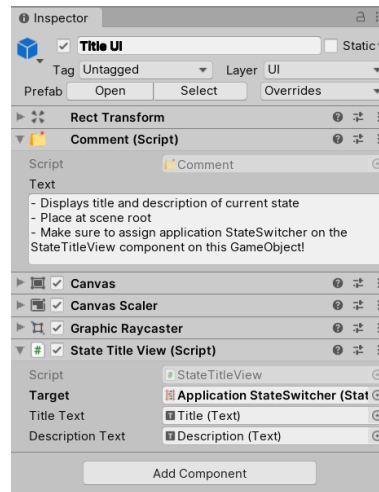 Inspector
Title UI
Static
Tag Untagged Layer UI
Prefab Open Select Overrides
Rect Transform
Comment (Script)
Script Comment
Text
- Displays title and description of current state
- Place at scene root
- Make sure to assign application StateSwitcher on the
StateTitleView component on this GameObject!
Canvas
Canvas Scaler
Graphic Raycaster
# State Title View (Script)
Script # StateTitleView
Target Application StateSwitcher (Stat
Title Text T Title (Text)
Description Text T Description (Text)
Add Component